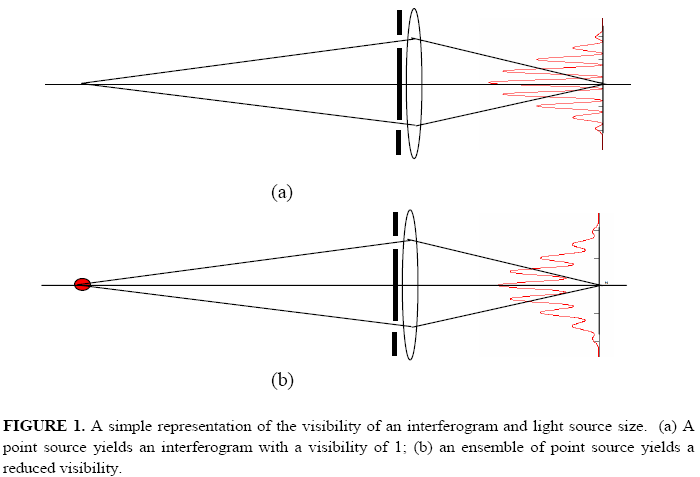 (a)
(b)
FIGURE 1. A simple representation of the visibility of an interferogram and light source size. (a) A
point source yields an interferogram with a visibility of 1; (b) an ensemble of point source yields a
reduced visibility.